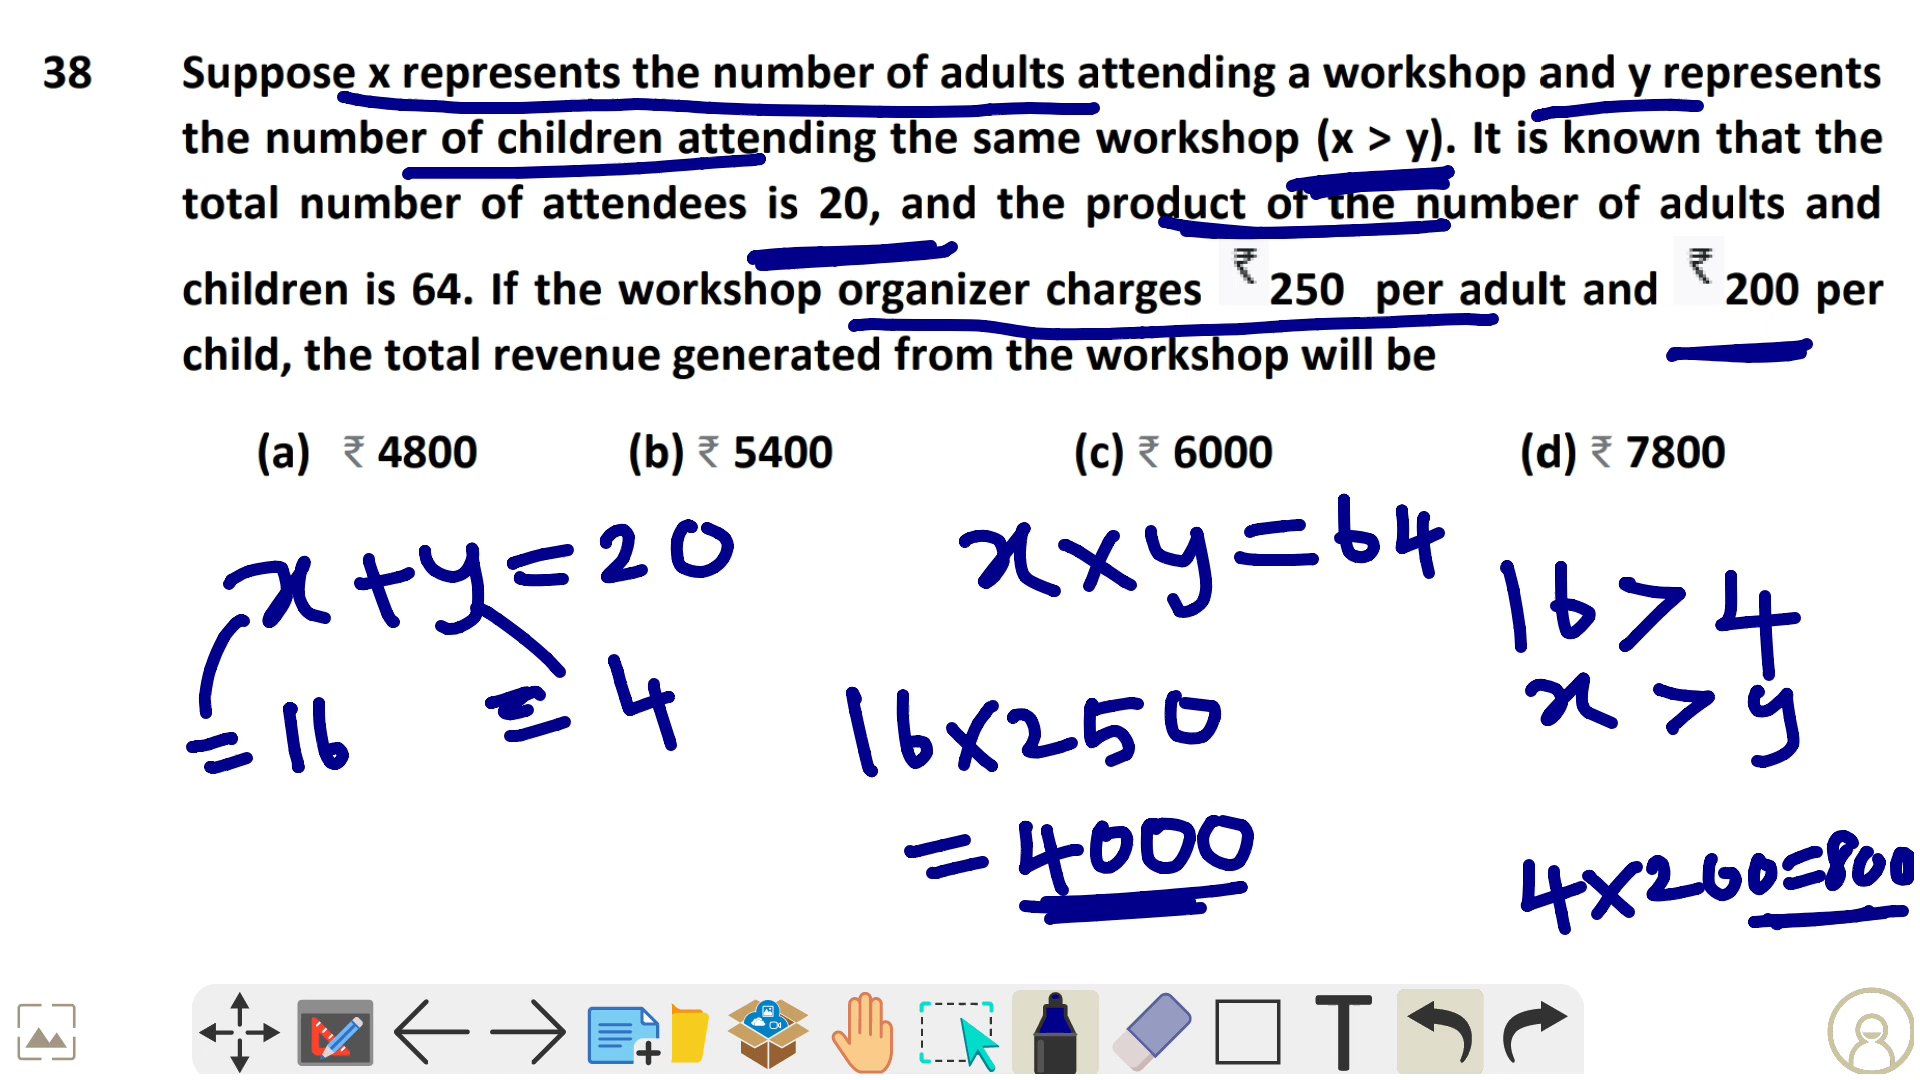 38 Suppose x represents the number of adults attending a workshop and y represents
the number of children attending the same workshop (x > y). It is known that the
total number of attendees is 20, and the product of the number of adults and
children is 64. If the workshop organizer charges ₹250 per adult and ₹200 per
child, the total revenue generated from the workshop will be
(a) ₹ 4800 (b) ₹ 5400 (c) ₹ 6000 (d) ₹ 7800
x+y=20 x×y=64
16>4
=16 =4 16×250 x>y
=4000 4×200=800
T